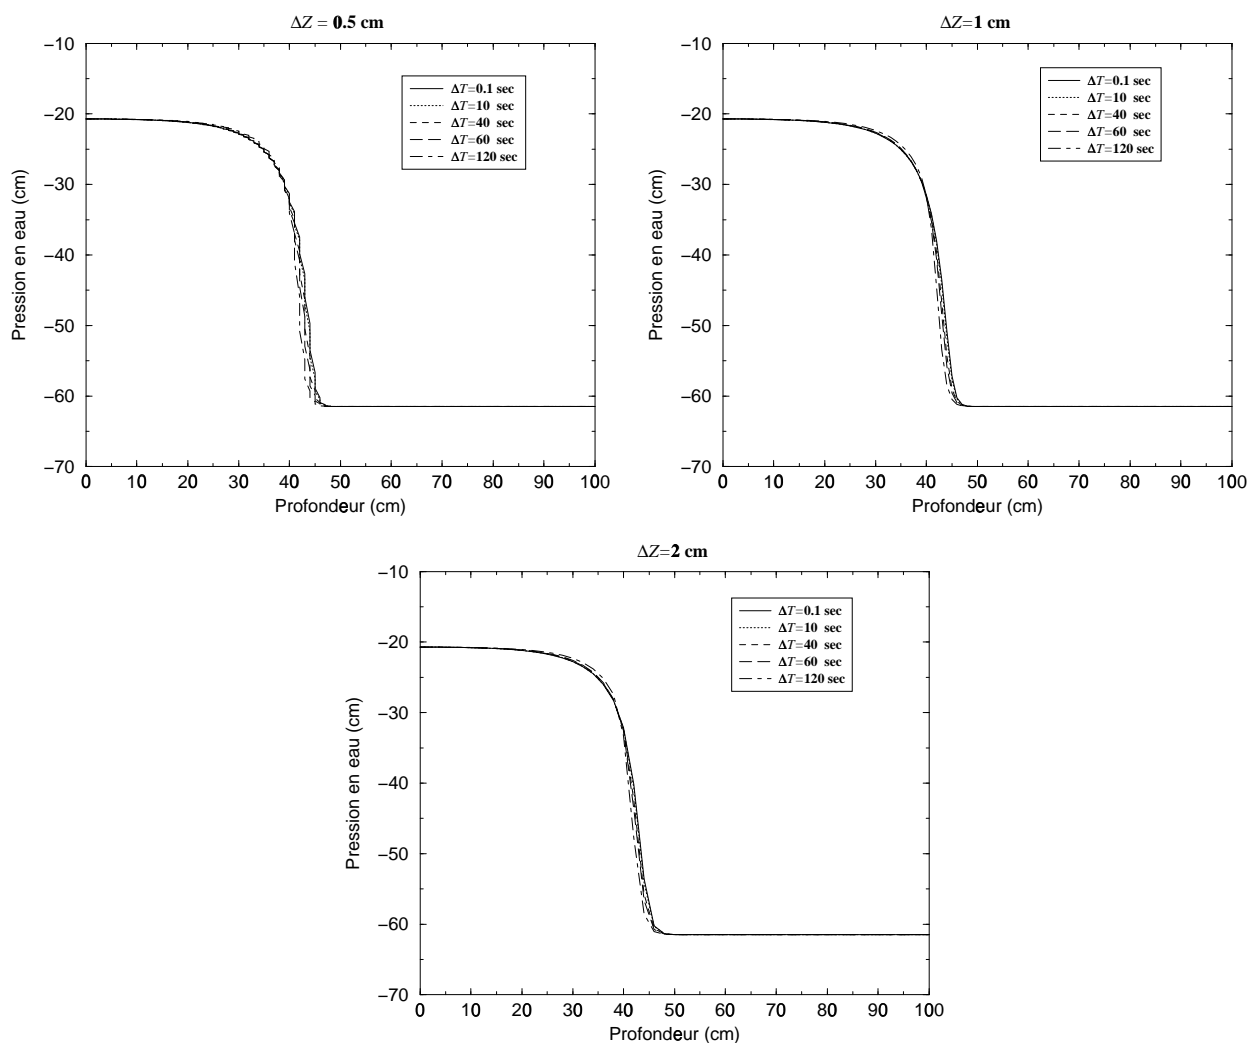 ΔZ = 0.5 cm
−10
−20
−30
−40
−50
−60
−70
Pression en eau (cm)
ΔT=0.1 sec
ΔT=10 sec
ΔT=40 sec
ΔT=60 sec
ΔT=120 sec
0 10 20 30 40 50 60 70 80 90 100
Profondeur (cm)
ΔZ=1 cm
−10
−20
−30
−40
−50
−60
−70
Pression en eau (cm)
ΔT=0.1 sec
ΔT=10 sec
ΔT=40 sec
ΔT=60 sec
ΔT=120 sec
0 10 20 30 40 50 60 70 80 90 100
Profondeur (cm)
ΔZ=2 cm
−10
−20
−30
−40
−50
−60
−70
Pression en eau (cm)
ΔT=0.1 sec
ΔT=10 sec
ΔT=40 sec
ΔT=60 sec
ΔT=120 sec
0 10 20 30 40 50 60 70 80 90 100
Profondeur (cm)